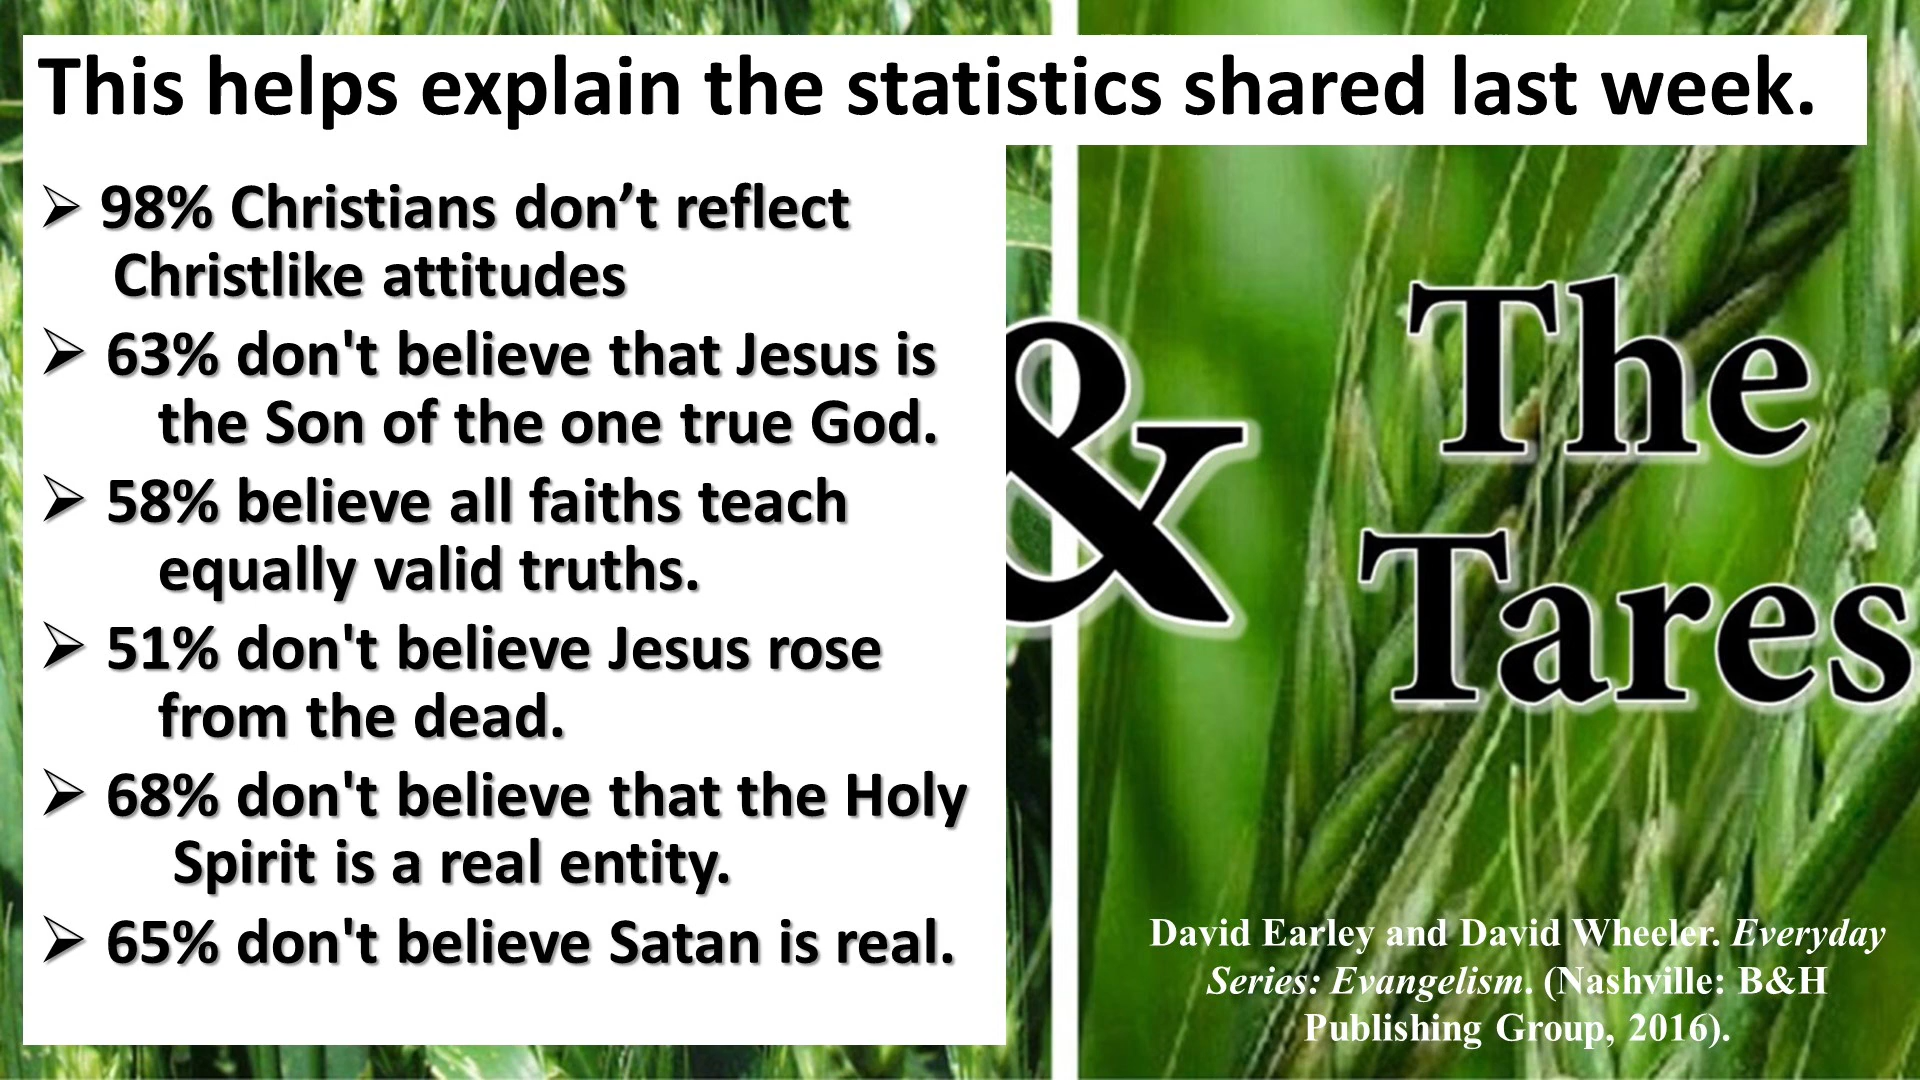 This helps explain the statistics shared last week.
➢ 98% Christians don’t reflect
Christlike attitudes
➢ 63% don't believe that Jesus is
the Son of the one true God.
➢ 58% believe all faiths teach
equally valid truths.
➢ 51% don't believe Jesus rose
from the dead.
➢ 68% don't believe that the Holy
Spirit is a real entity.
➢ 65% don't believe Satan is real.
&
The
Tares
David Earley and David Wheeler. Everyday
Series: Evangelism. (Nashville: B&H
Publishing Group, 2016).